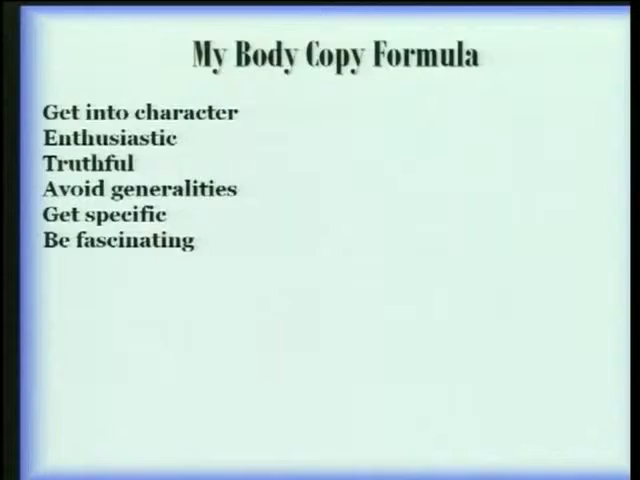 My Body Copy Formula
Get into character
Enthusiastic
Truthful
Avoid generalities
Get specific
Be fascinating